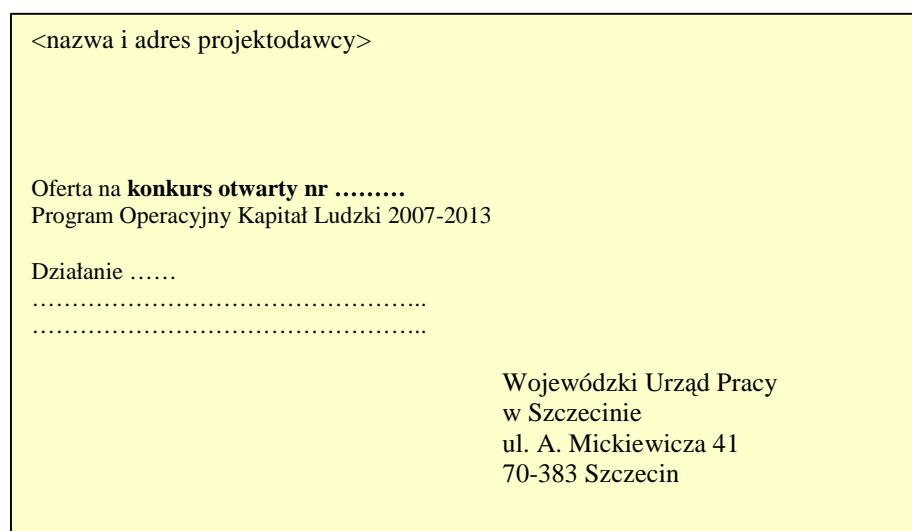 <nazwa i adres projektodawcy>
Oferta na konkurs otwarty nr ………
Program Operacyjny Kapitał Ludzki 2007-2013
Działanie ……
…………………………………………..
…………………………………………..
Wojewódzki Urząd Pracy
w Szczecinie
ul. A. Mickiewicza 41
70-383 Szczecin